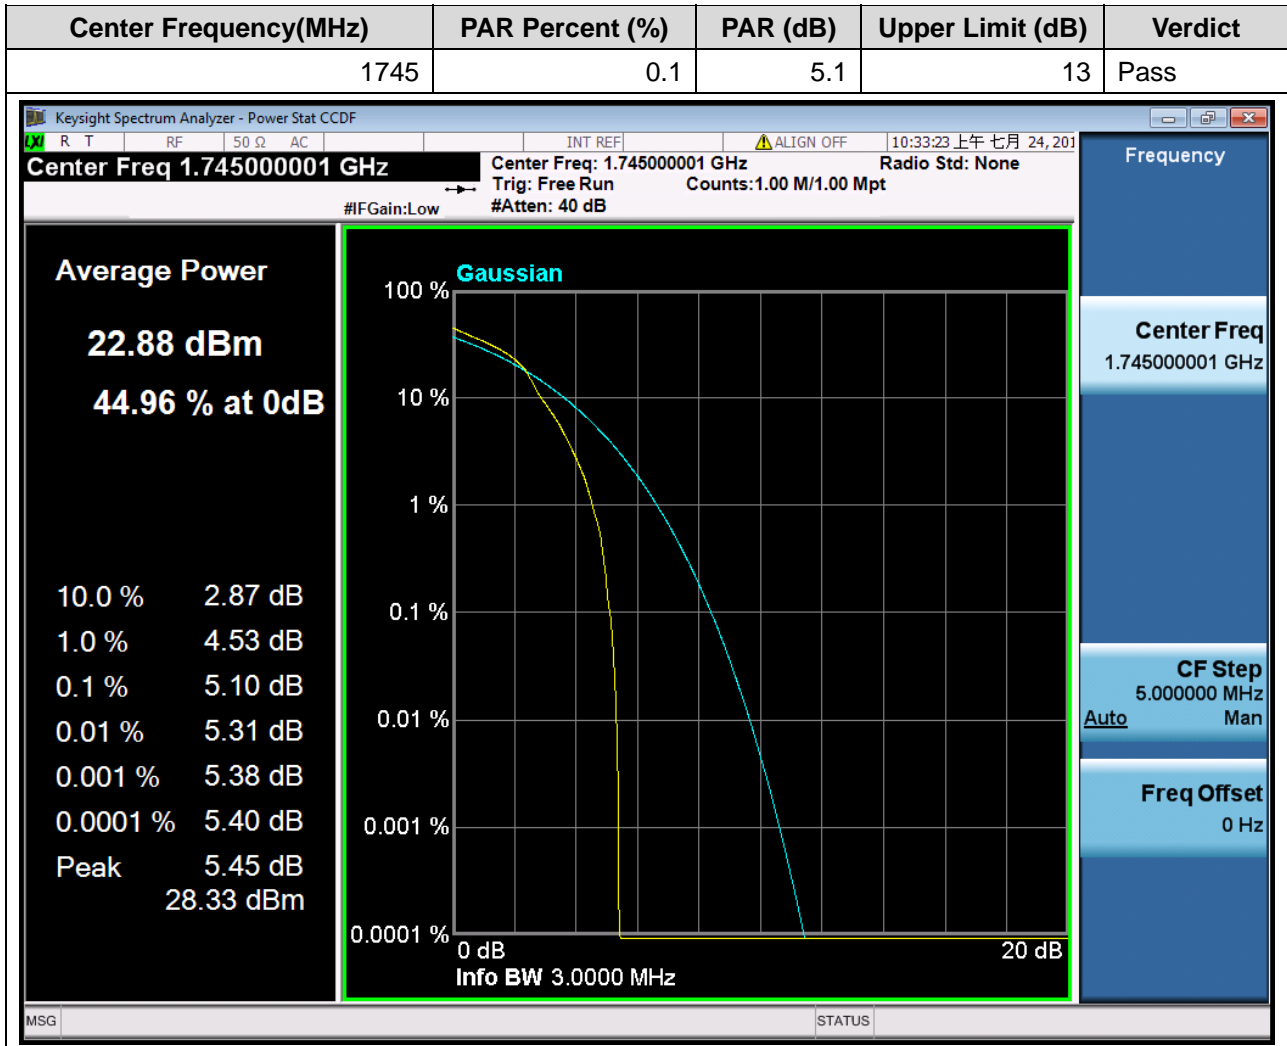 Center Frequency(MHz) PAR Percent (%) PAR (dB) Upper Limit (dB) Verdict
1745 0.1 5.1 13 Pass
Keysight Spectrum Analyzer - Power Stat CCDF
LXI R T RF 50 Ω AC INT REF ALIGN OFF 10:33:23 上午 七月 24, 201
Center Freq 1.745000001 GHz
Center Freq: 1.745000001 GHz Radio Std: None
Trig: Free Run Counts:1.00 M/1.00 Mpt
#IFGain:Low #Atten: 40 dB
Average Power
22.88 dBm
44.96 % at 0dB
10.0 % 2.87 dB
1.0 % 4.53 dB
0.1 % 5.10 dB
0.01 % 5.31 dB
0.001 % 5.38 dB
0.0001 % 5.40 dB
Peak 5.45 dB
28.33 dBm
Gaussian
100 %
10 %
1 %
0.1 %
0.01 %
0.001 %
0.0001 %
0 dB 20 dB
Info BW 3.0000 MHz
Frequency
Center Freq
1.745000001 GHz
CF Step
5.000000 MHz
Auto Man
Freq Offset
0 Hz
MSG STATUS